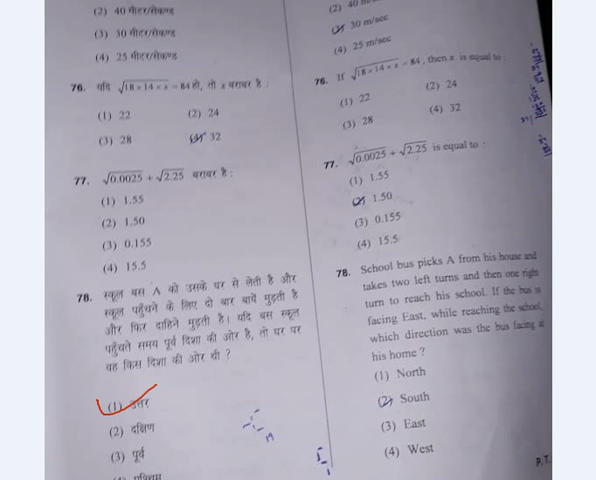 (2) 40 मीटर/सेकण्ड
(3) 30 मीटर/सेकण्ड
(4) 25 मीटर/सेकण्ड
76. यदि √18 × 14 × x = 84 हो, तो x बराबर है :
(1) 22
(2) 24
(3) 28
(4) 32
77. √0.0025 + √2.25 बराबर है :
(1) 1.55
(2) 1.50
(3) 0.155
(4) 15.5
78. स्कूल बस A को उसके घर से लेती है और
स्कूल पहुँचने के लिए दो बार बायें मुड़ती है
और फिर दाहिने मुड़ती है। यदि बस स्कूल
पहुँचते समय पूर्व दिशा की ओर है, तो घर पर
वह किस दिशा की ओर थी ?
(1) उत्तर
(2) दक्षिण
(3) पूर्व
(4) पश्चिम
(2) 40
(3) 30 m/sec
(4) 25 m/sec
76. If √18 × 14 × x = 84, then x is equal to :
(1) 22
(2) 24
(3) 28
(4) 32
77. √0.0025 + √2.25 is equal to :
(1) 1.55
(2) 1.50
(3) 0.155
(4) 15.5
78. School bus picks A from his house and
takes two left turns and then one right
turn to reach his school. If the bus is
facing East, while reaching the school,
which direction was the bus facing at
his home ?
(1) North
(2) South
(3) East
(4) West
P.T.